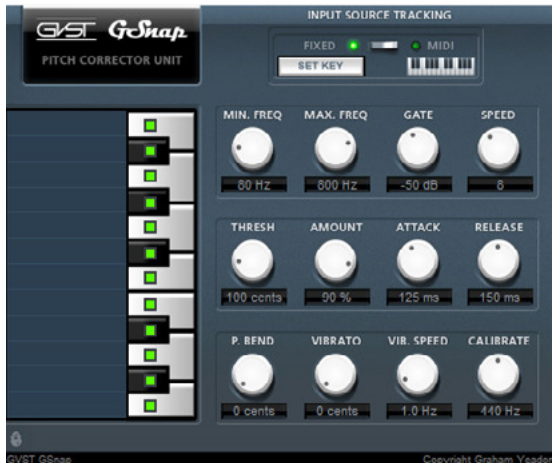 GVST GSnap
PITCH CORRECTOR UNIT
INPUT SOURCE TRACKING
FIXED MIDI
SET KEY
MIN. FREQ MAX. FREQ GATE SPEED
80 Hz 800 Hz -50 dB 8
THRESH AMOUNT ATTACK RELEASE
100 cents 90 % 125 ms 150 ms
P. BEND VIBRATO VIB. SPEED CALIBRATE
0 cents 0 cents 1.0 Hz 440 Hz
GVST GSnap
Copyright Graham Yeadon